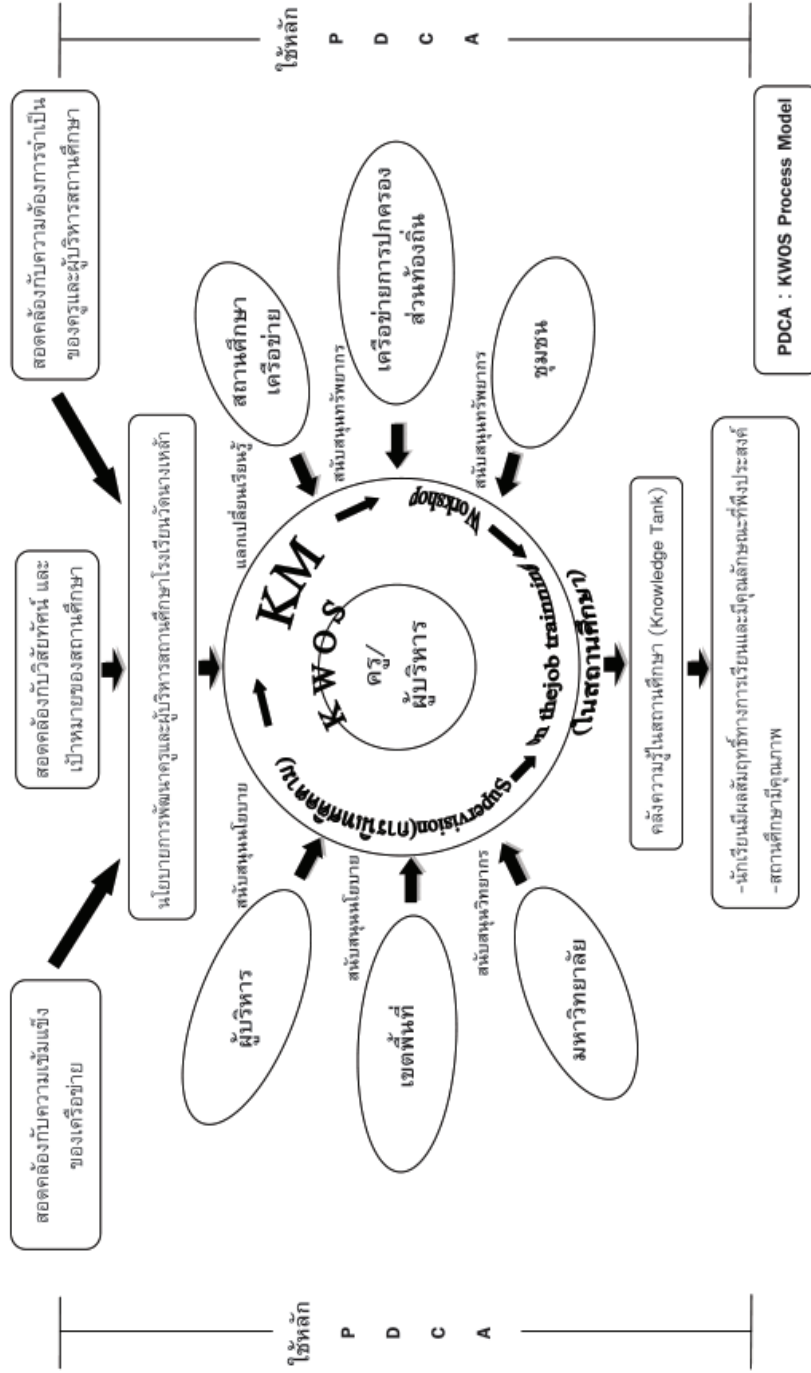 สอดคล้องกับความเข้มแข็ง
ของเครือข่าย
สอดคล้องกับวิสัยทัศน์ และ
เป้าหมายของสถานศึกษา
สอดคล้องกับความต้องการจำเป็น
ของครูและผู้บริหารสถานศึกษา
นโยบายการพัฒนาครูและผู้บริหารสถานศึกษาโรงเรียนวัดนางเหล้า
ใช้หลัก
P
D
C
A
ผู้บริหาร
สนับสนุนนโยบาย
เขตพื้นที่
สนับสนุนนโยบาย
มหาวิทยาลัย
สนับสนุนวิทยากร
KM
K W O S
ครู/
ผู้บริหาร
Workshop
Supervision(การนิเทศติดตาม)
n thejob trainning
(ในสถานศึกษา)
สถานศึกษา
เครือข่าย
แลกเปลี่ยนเรียนรู้
เครือข่ายการปกครอง
ส่วนท้องถิ่น
สนับสนุนทรัพยากร
ชุมชน
สนับสนุนทรัพยากร
ใช้หลัก
P
D
C
A
คลังความรู้ในสถานศึกษา (Knowledge Tank)
-นักเรียนมีผลสัมฤทธิ์ทางการเรียนและมีคุณลักษณะที่พึงประสงค์
-สถานศึกษามีคุณภาพ
PDCA : KWOS Process Model